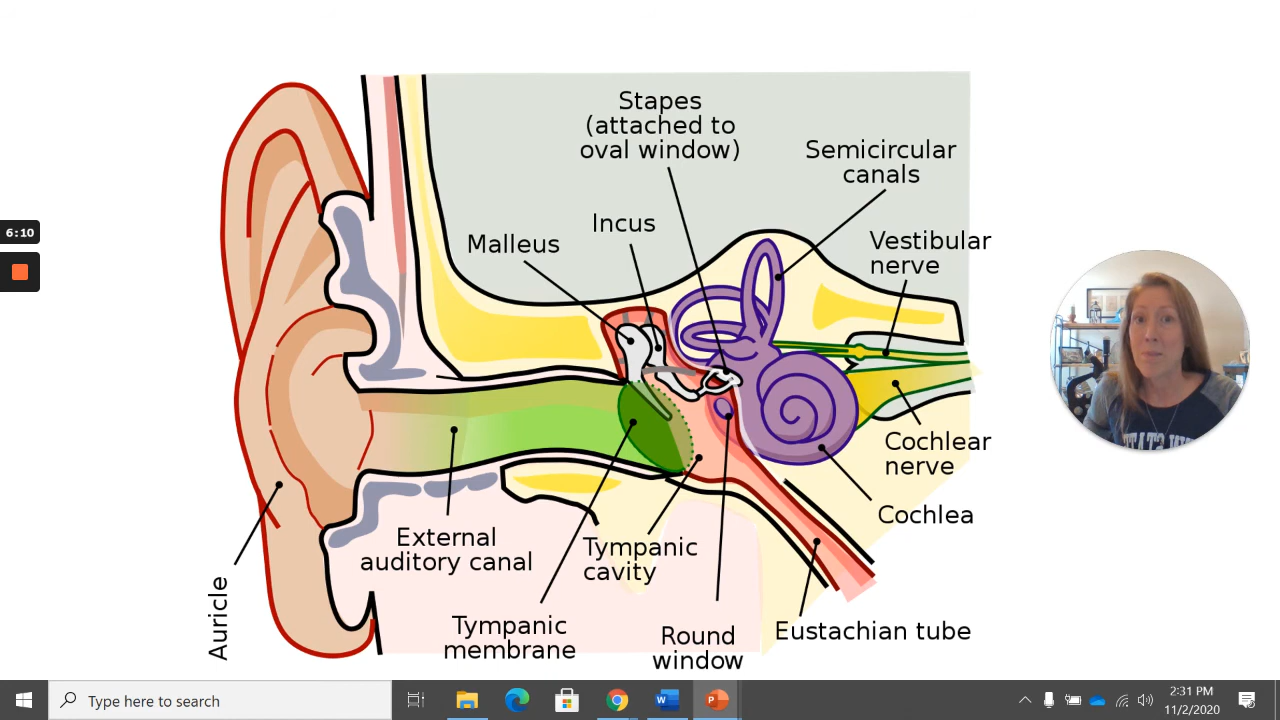 Stapes
(attached to
oval window)
Semicircular
canals
Incus
Malleus
Vestibular
nerve
6:10
Cochlear
nerve
Cochlea
External
auditory canal
Tympanic
cavity
Auricle
Tympanic
membrane
Round
window
Eustachian tube
Type here to search
2:31 PM
11/2/2020